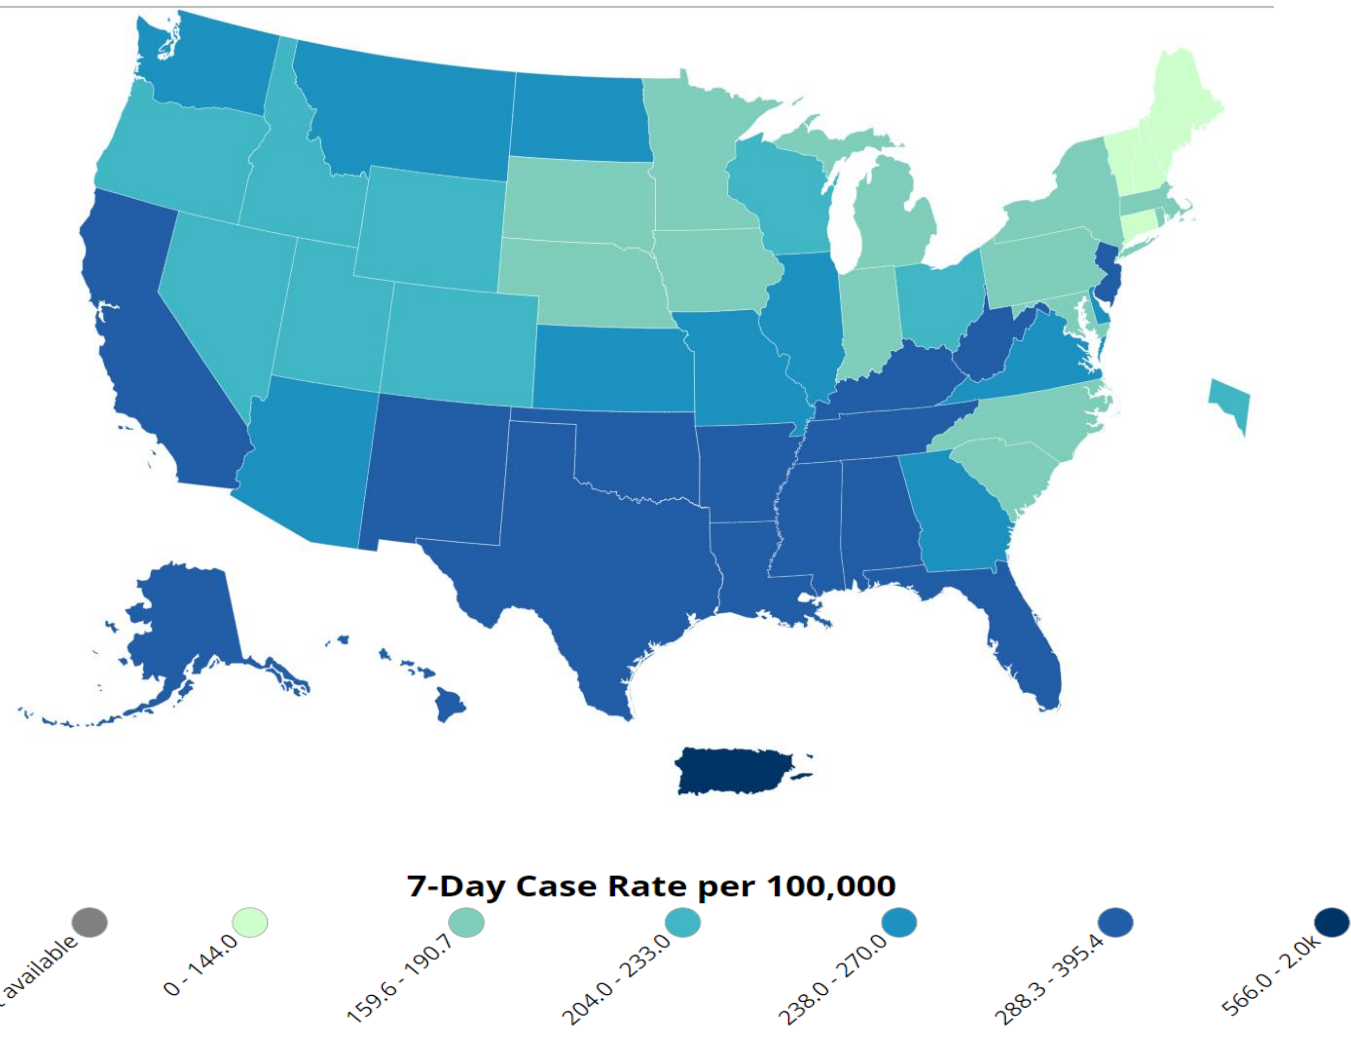 7-Day Case Rate per 100,000
available
0 - 144.0
159.6 - 190.7
204.0 - 233.0
238.0 - 270.0
288.3 - 395.4
566.0 - 2.0k